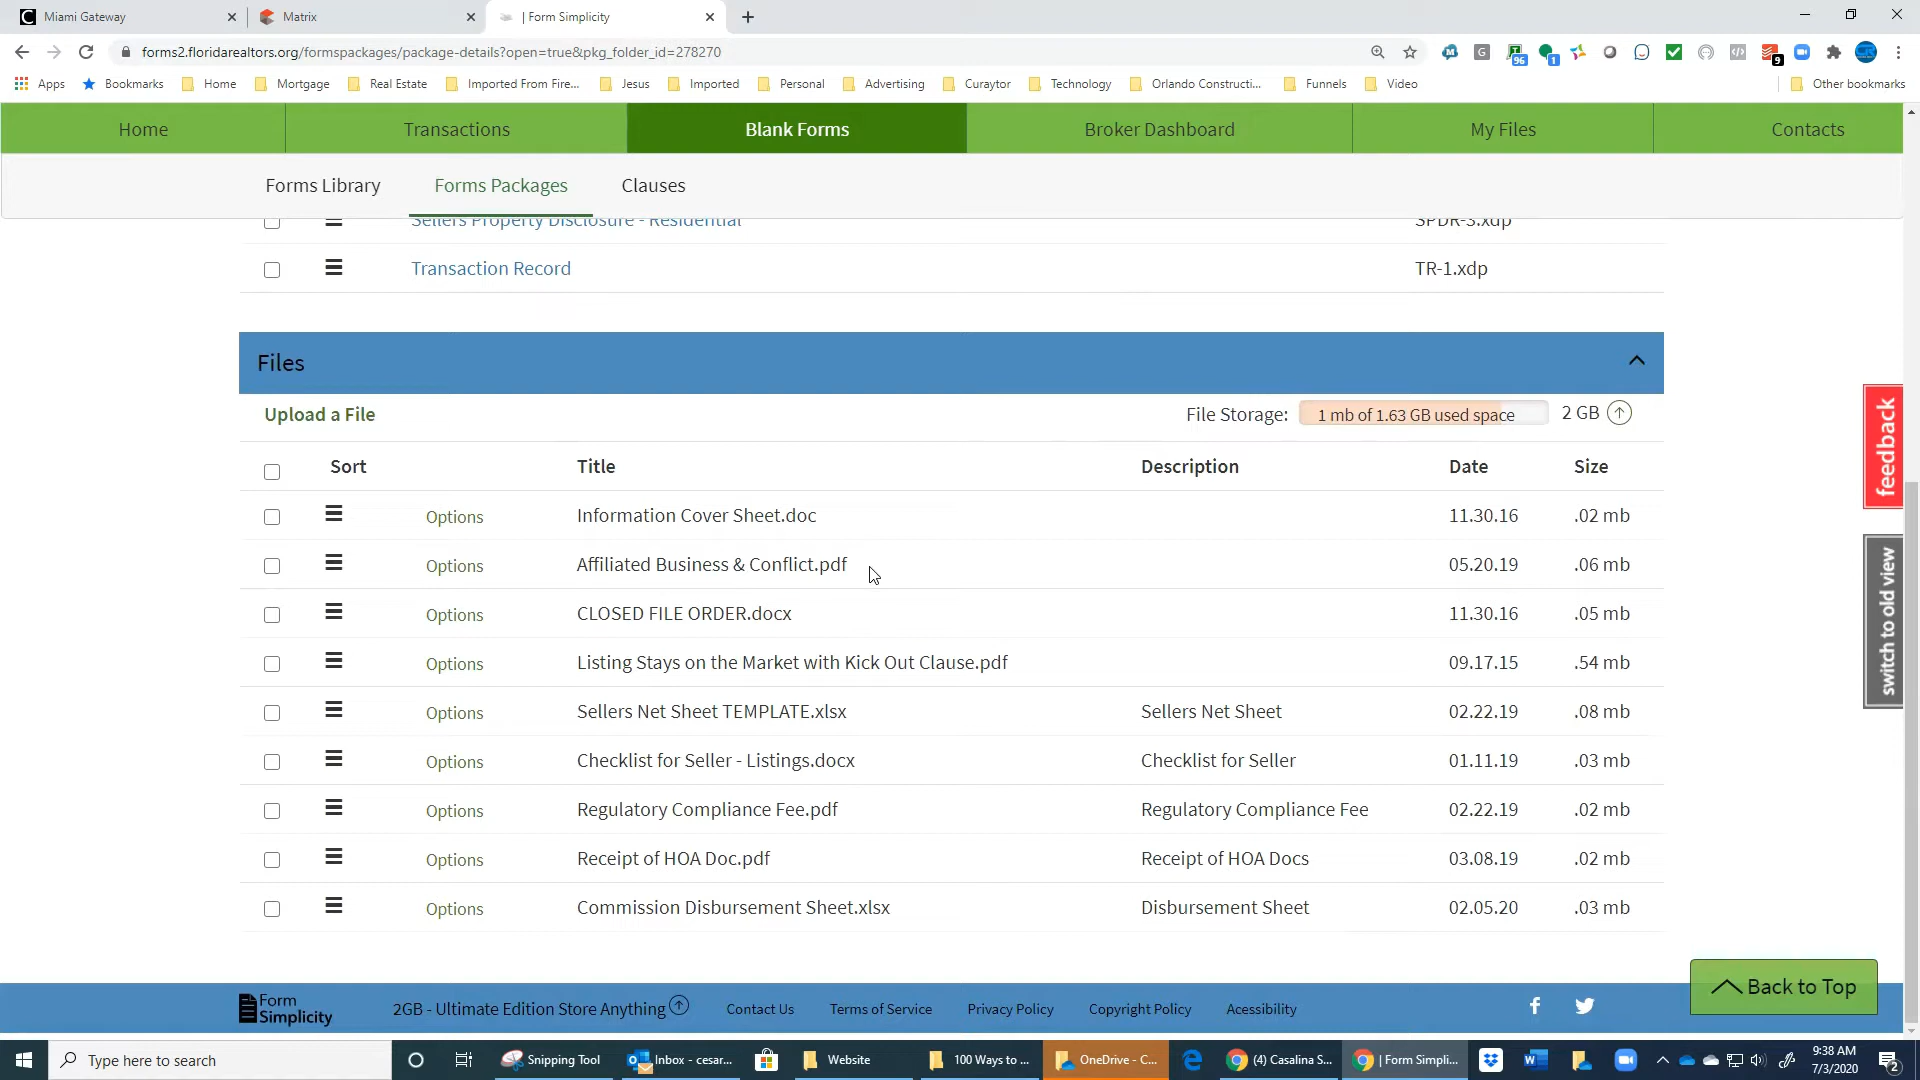 Miami Gateway
Matrix
| Form Simplicity
forms2.floridarealtors.org/formspackages/package-details?open=true&pkg_folder_id=278270
Apps
Bookmarks
Home
Mortgage
Real Estate
Imported From Fire...
Jesus
Imported
Personal
Advertising
Curaytor
Technology
Orlando Constructi...
Funnels
Video
Other bookmarks
96
1
9
Home
Transactions
Blank Forms
Broker Dashboard
My Files
Contacts
Forms Library
Forms Packages
Clauses
Sellers Property Disclosure - Residential
SPDR-3.xdp
Transaction Record
TR-1.xdp
Files
Upload a File
File Storage:
1 mb of 1.63 GB used space
2 GB
Sort Title Description Date Size
Options Information Cover Sheet.doc 11.30.16 .02 mb
Options Affiliated Business & Conflict.pdf 05.20.19 .06 mb
Options CLOSED FILE ORDER.docx 11.30.16 .05 mb
Options Listing Stays on the Market with Kick Out Clause.pdf 09.17.15 .54 mb
Options Sellers Net Sheet TEMPLATE.xlsx Sellers Net Sheet 02.22.19 .08 mb
Options Checklist for Seller - Listings.docx Checklist for Seller 01.11.19 .03 mb
Options Regulatory Compliance Fee.pdf Regulatory Compliance Fee 02.22.19 .02 mb
Options Receipt of HOA Doc.pdf Receipt of HOA Docs 03.08.19 .02 mb
Options Commission Disbursement Sheet.xlsx Disbursement Sheet 02.05.20 .03 mb
feedback
switch to old view
Back to Top
Form
Simplicity
2GB - Ultimate Edition Store Anything
Contact Us
Terms of Service
Privacy Policy
Copyright Policy
Acessibility
Type here to search
Snipping Tool
Inbox - cesar...
Website
100 Ways to ...
OneDrive - C...
(4) Casalina S...
| Form Simpli...
9:38 AM
7/3/2020
2